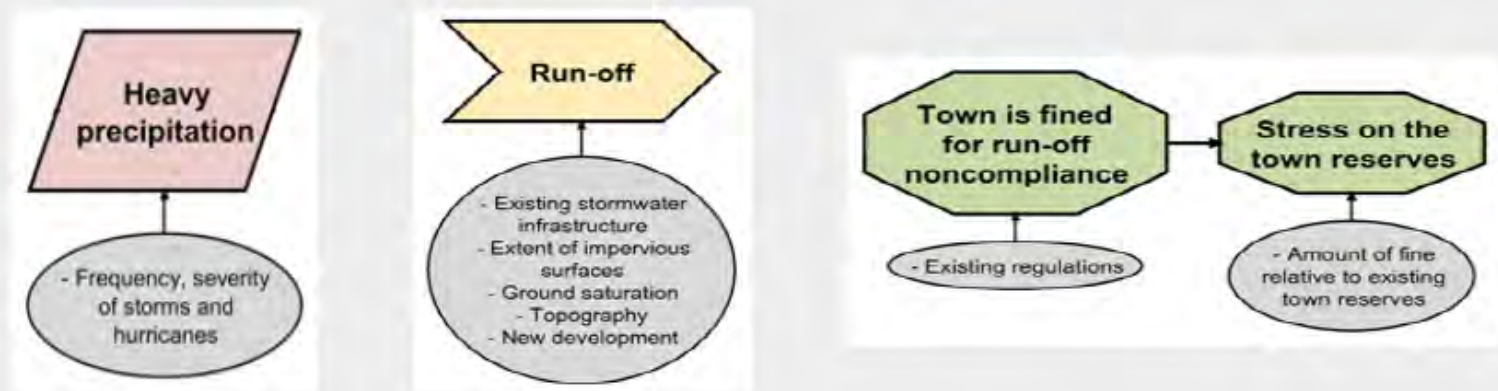 Heavy
precipitation
- Frequency, severity
of storms and
hurricanes
Run-off
- Existing stormwater
infrastructure
- Extent of impervious
surfaces
- Ground saturation
- Topography
- New development
Town is fined
for run-off
noncompliance
- Existing regulations
Stress on the
town reserves
- Amount of fine
relative to existing
town reserves